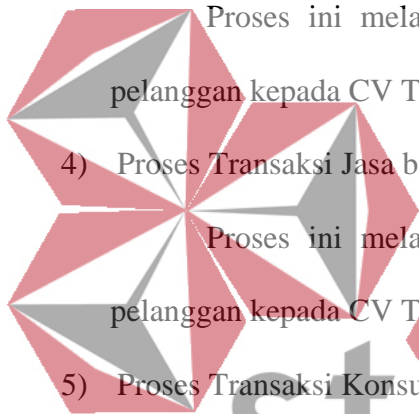 Proses ini mela
pelanggan kepada CV T
4) Proses Transaksi Jasa b
Proses ini mela
pelanggan kepada CV T
5) Proses Transaksi Konsu
st